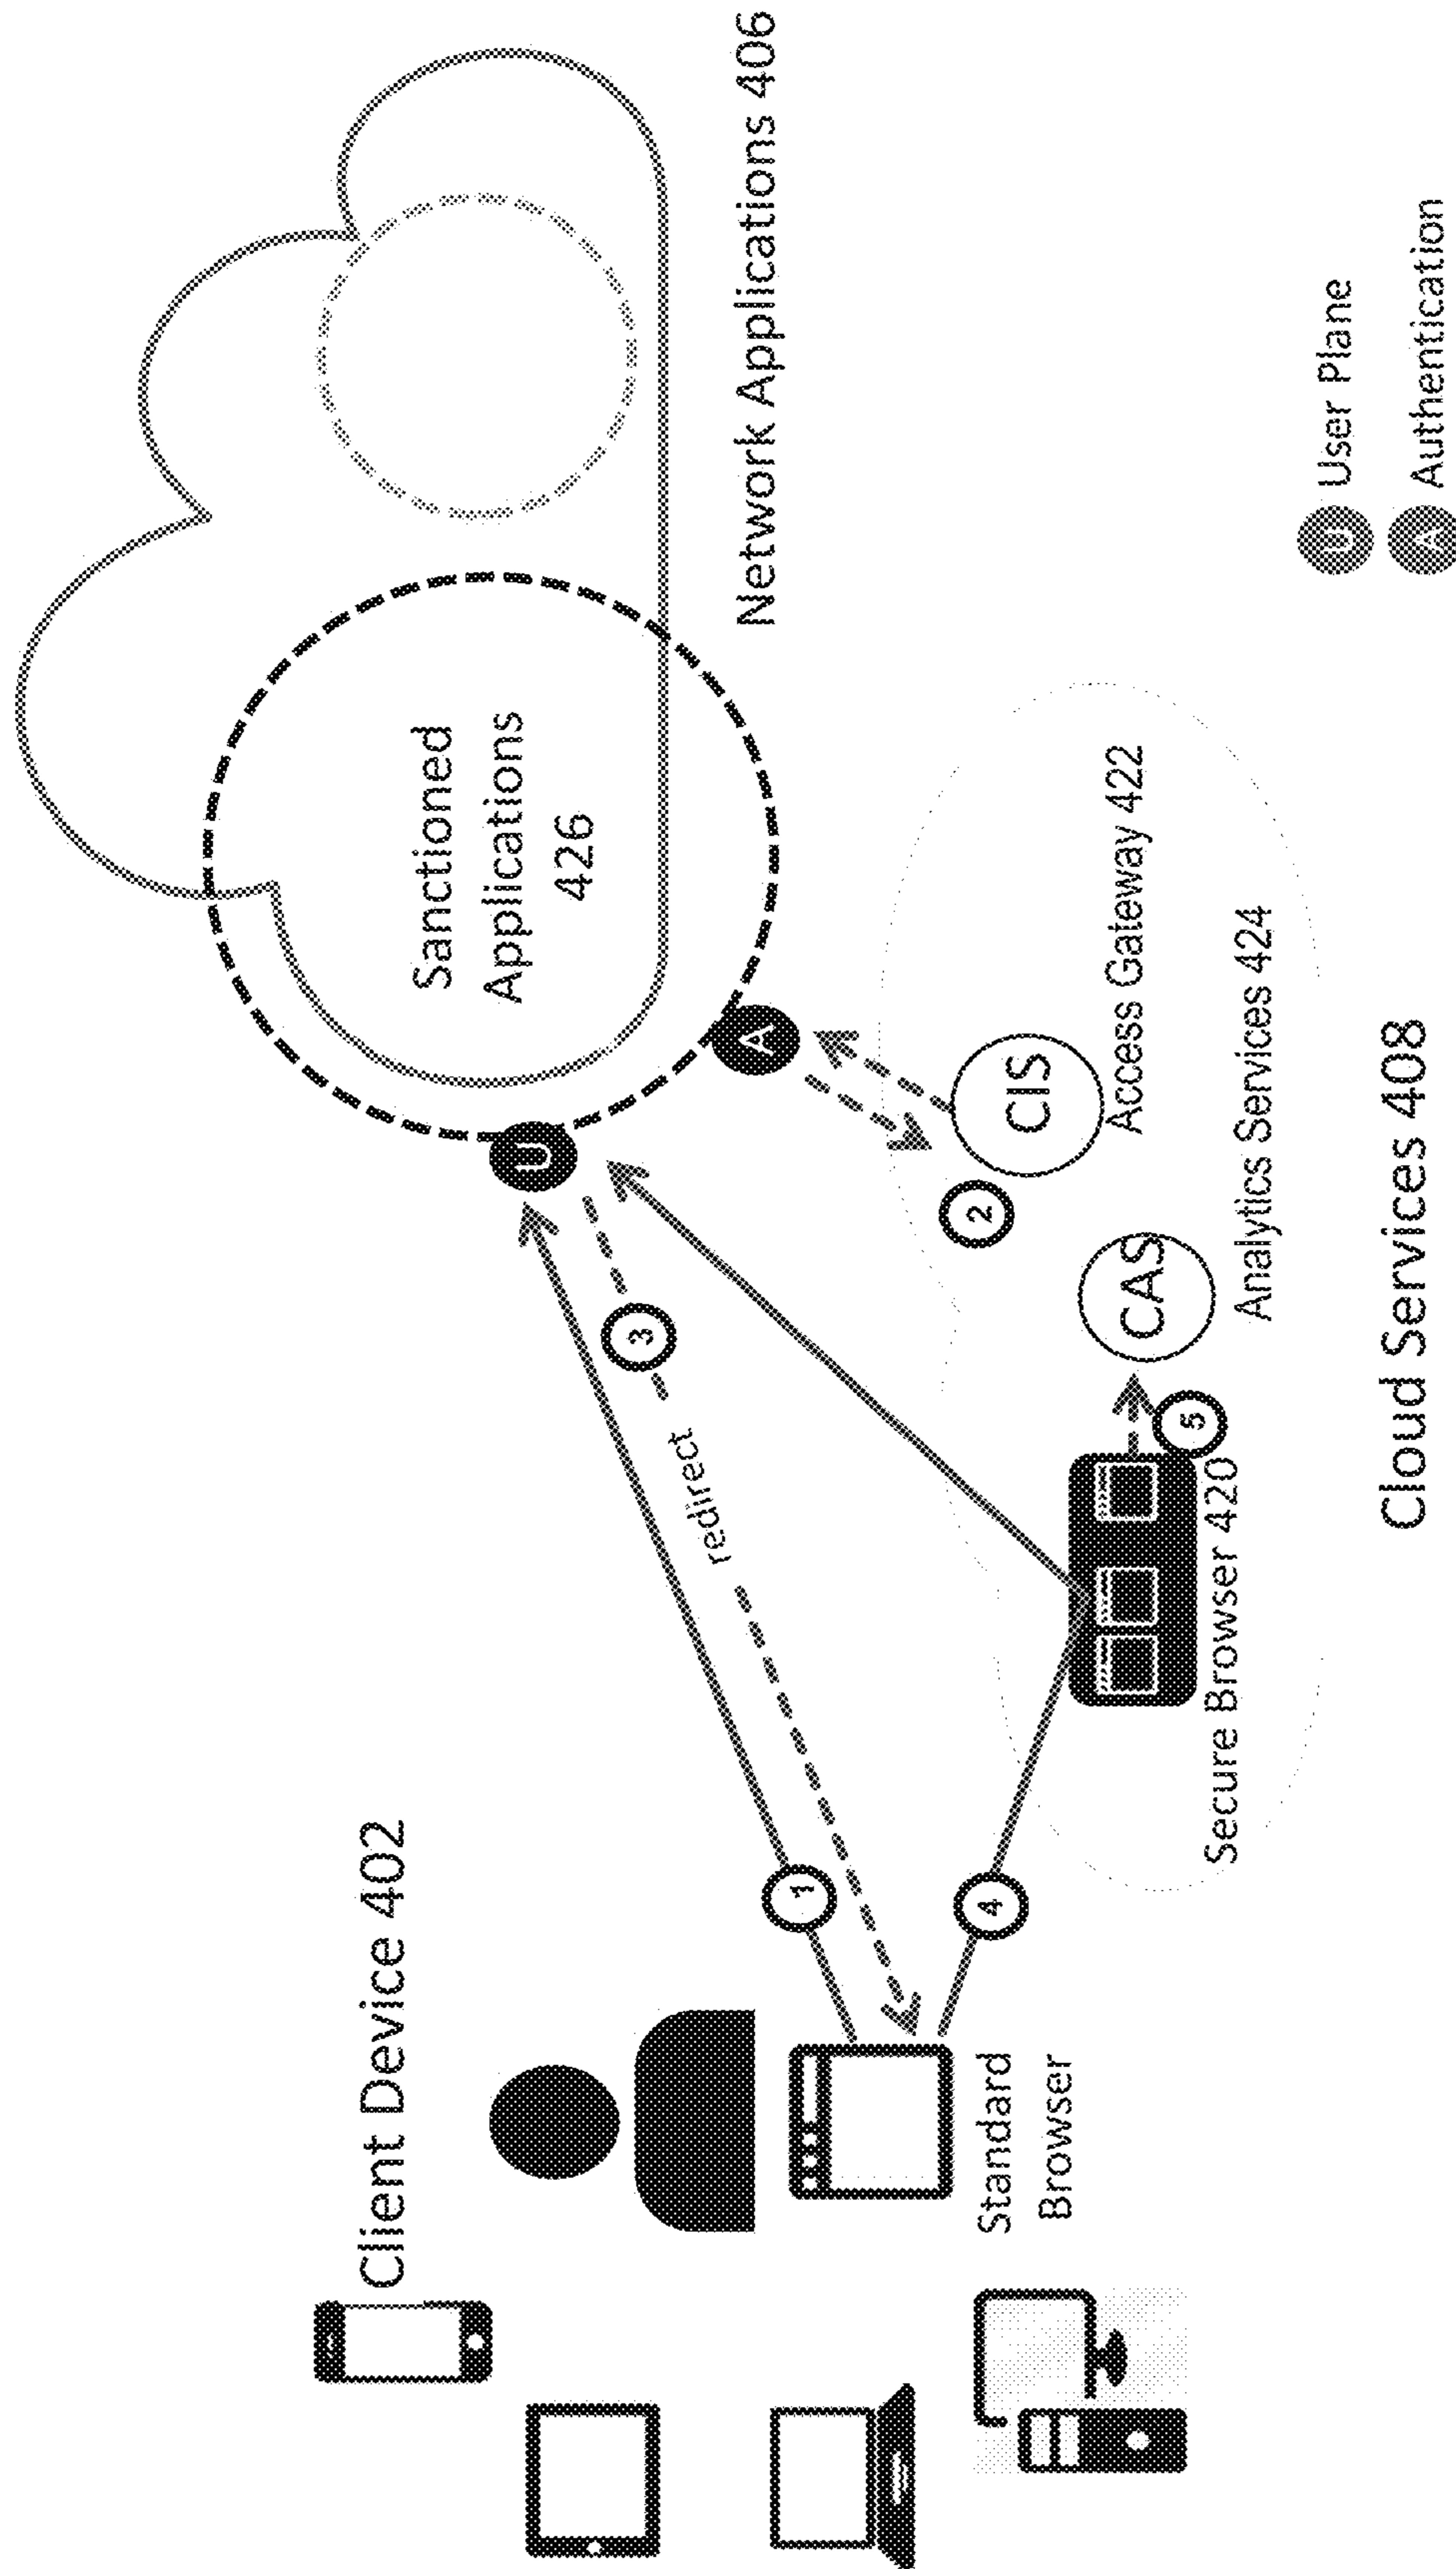 Client Device 402
Standard
Browser
1
redirect
3
4
U
A
Sanctioned
Applications
426
Network Applications 406
2
CIS
Access Gateway 422
CAS
Analytics Services 424
5
Secure Browser 420
Cloud Services 408
U User Plane
A Authentication